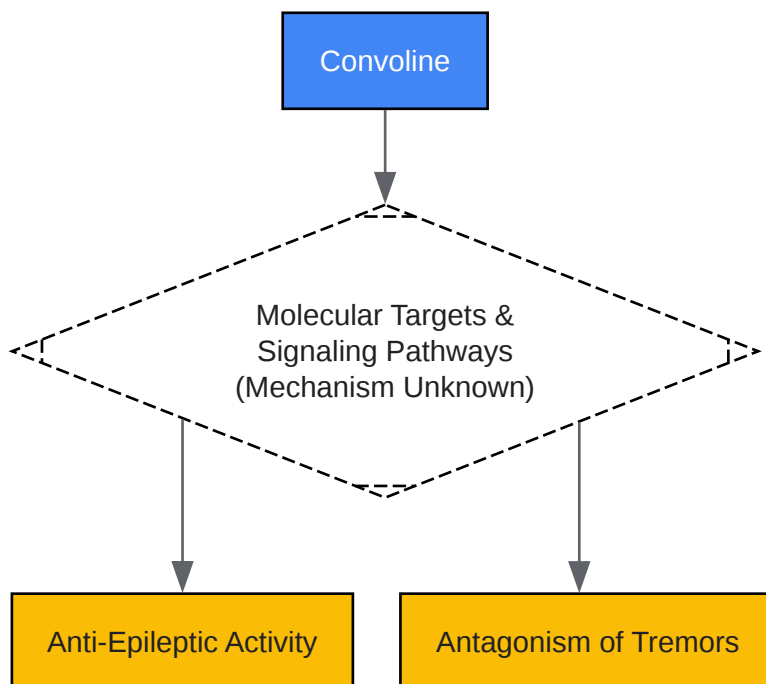 Convoline
Molecular Targets &
Signaling Pathways
(Mechanism Unknown)
Anti-Epileptic Activity
Antagonism of Tremors